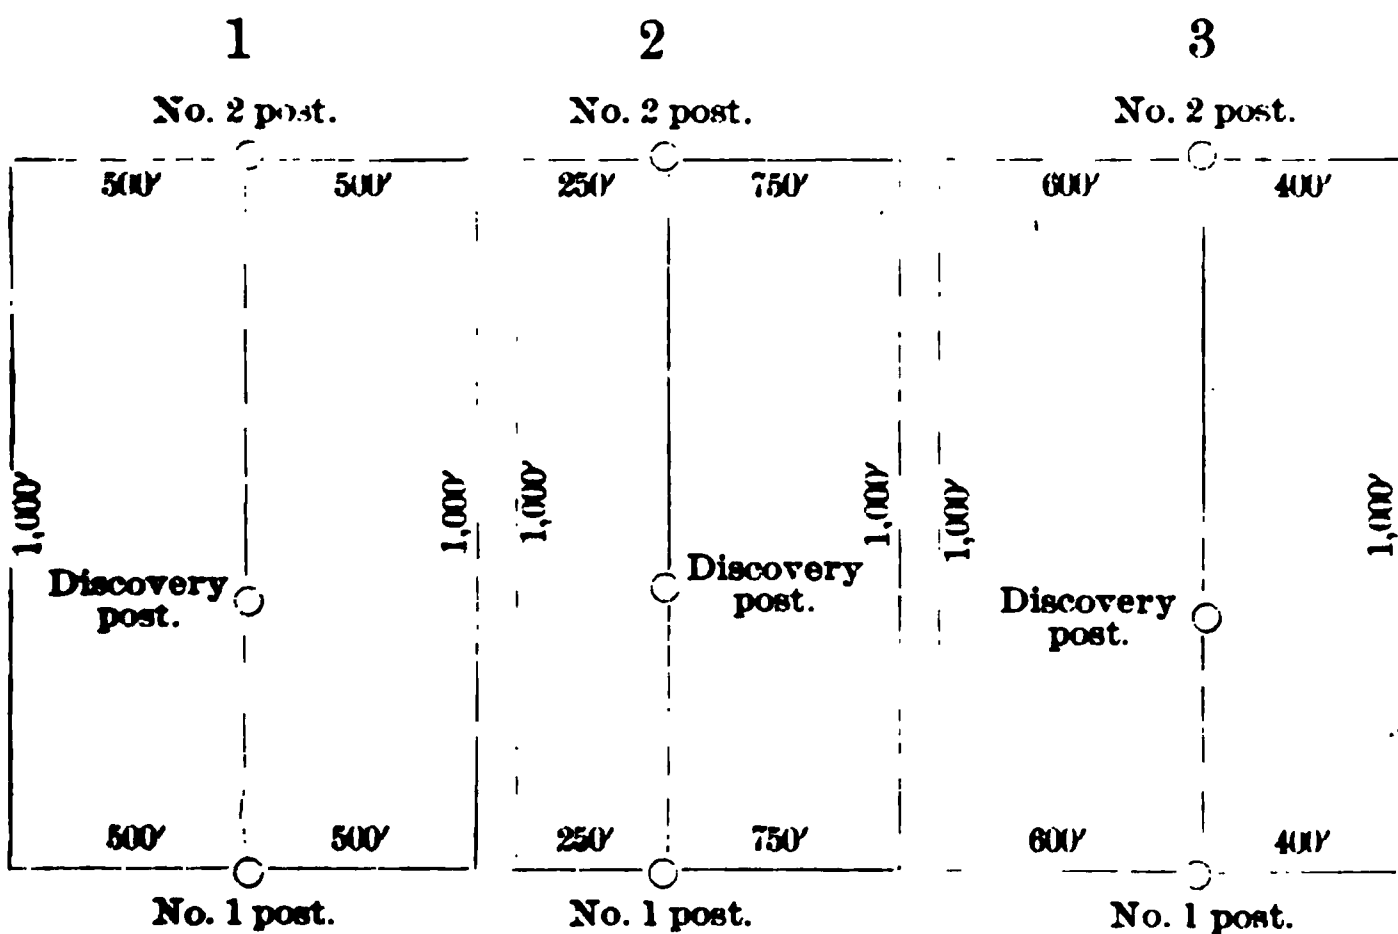 1
No. 2 post.
500′ 500′
1,000′
1,000′
Discovery
post.
500′ 500′
No. 1 post.
2
No. 2 post.
250′ 750′
1,000′
1,000′
Discovery
post.
250′ 750′
No. 1 post.
3
No. 2 post.
600′ 400′
1,000′
1,000′
Discovery
post.
600′ 400′
No. 1 post.